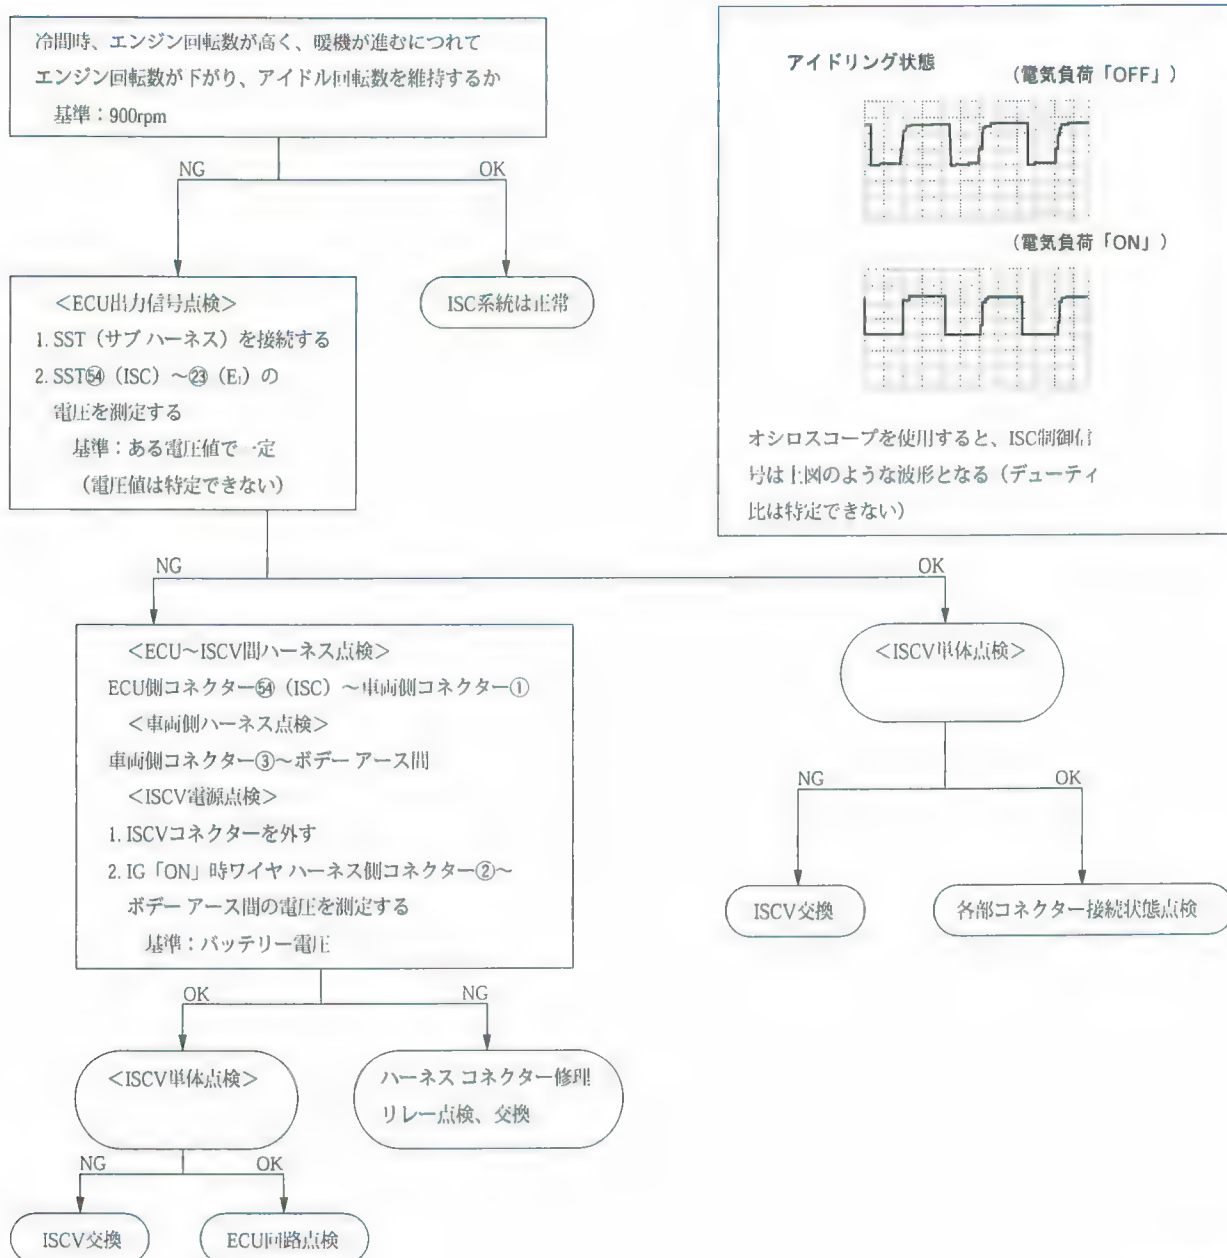 冷間時、エンジン回転数が高く、暖機が進むにつれて
エンジン回転数が下がり、アイドル回転数を維持するか
基準：900rpm
NG
OK
<ECU出力信号点検>
1. SST（サブ ハーネス）を接続する
2. SST㊴（ISC）～㉓（E₁）の
電圧を測定する
基準：ある電圧値で一定
（電圧値は特定できない）
ISC系統は正常
アイドリング状態
（電気負荷「OFF」）
（電気負荷「ON」）
オシロスコープを使用すると、ISC制御信
号は上図のような波形となる（デューティ
比は特定できない）
NG
OK
<ECU～ISCV間ハーネス点検>
ECU側コネクター54（ISC）～車両側コネクター①
<車両側ハーネス点検>
車両側コネクター③～ボデー アース間
<ISCV電源点検>
1. ISCVコネクターを外す
2. IG「ON」時ワイヤ ハーネス側コネクター②～
ボデー アース間の電圧を測定する
基準：バッテリー電圧
<ISCV単体点検>
NG
OK
ISCV交換
各部コネクター接続状態点検
OK
NG
<ISCV単体点検>
ハーネス コネクター修理
リレー点検、交換
NG
OK
ISCV交換
ECU回路点検